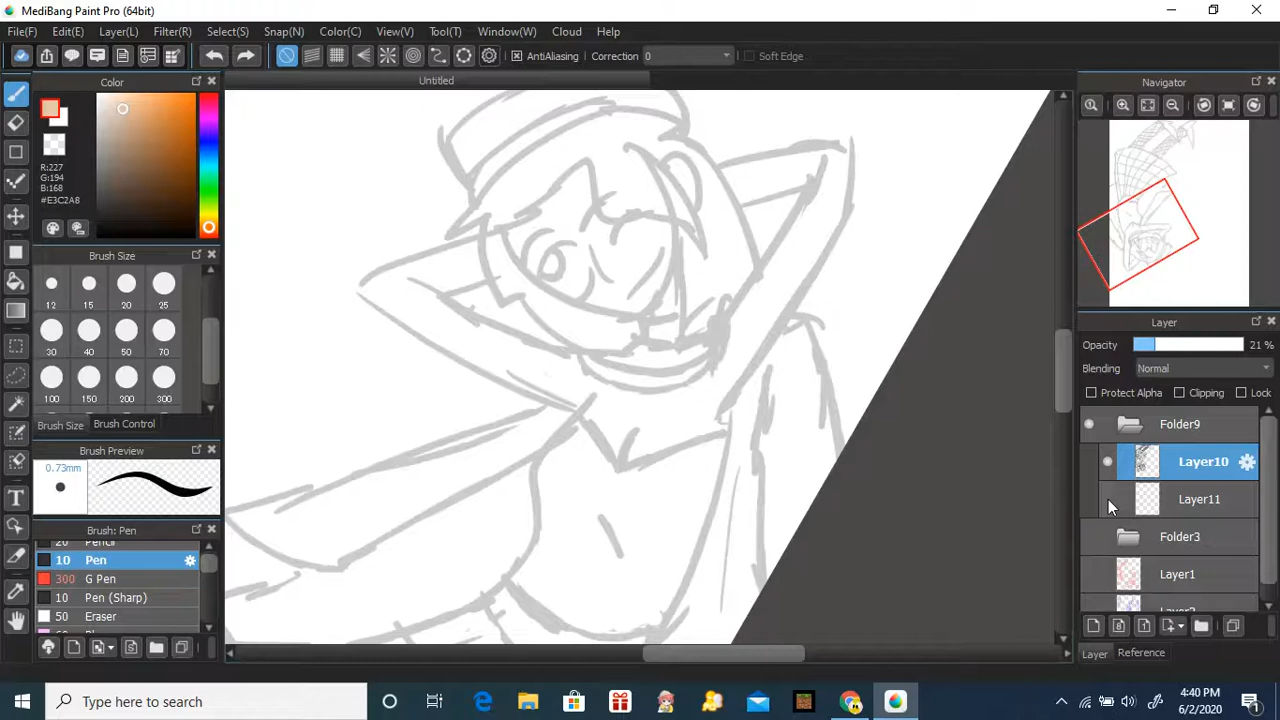 MediBang Paint Pro (64bit)
File(F) Edit(E) Layer(L) Filter(R) Select(S) Snap(N) Color(C) View(V) Tool(T) Window(W) Cloud Help
AntiAliasing Correction 0 Soft Edge
Color
Untitled
Navigator
R:227
G:194
B:168
#E3C2A8
Brush Size
12 15 20 25
30 40 50 70
100 150 200 300
Brush Size Brush Control
Brush Preview
0.73mm
Brush: Pen
20 Pencil
10 Pen
300 G Pen
10 Pen (Sharp)
50 Eraser
Layer
Opacity 21 %
Blending Normal
Protect Alpha Clipping Lock
Folder9
Layer10
Layer11
Folder3
Layer1
Layer2
Layer Reference
Type here to search
4:40 PM
6/2/2020
1